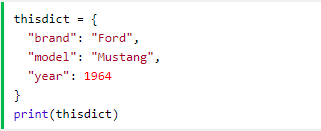 thisdict = {
  "brand": "Ford",
  "model": "Mustang",
  "year": 1964
}
print(thisdict)